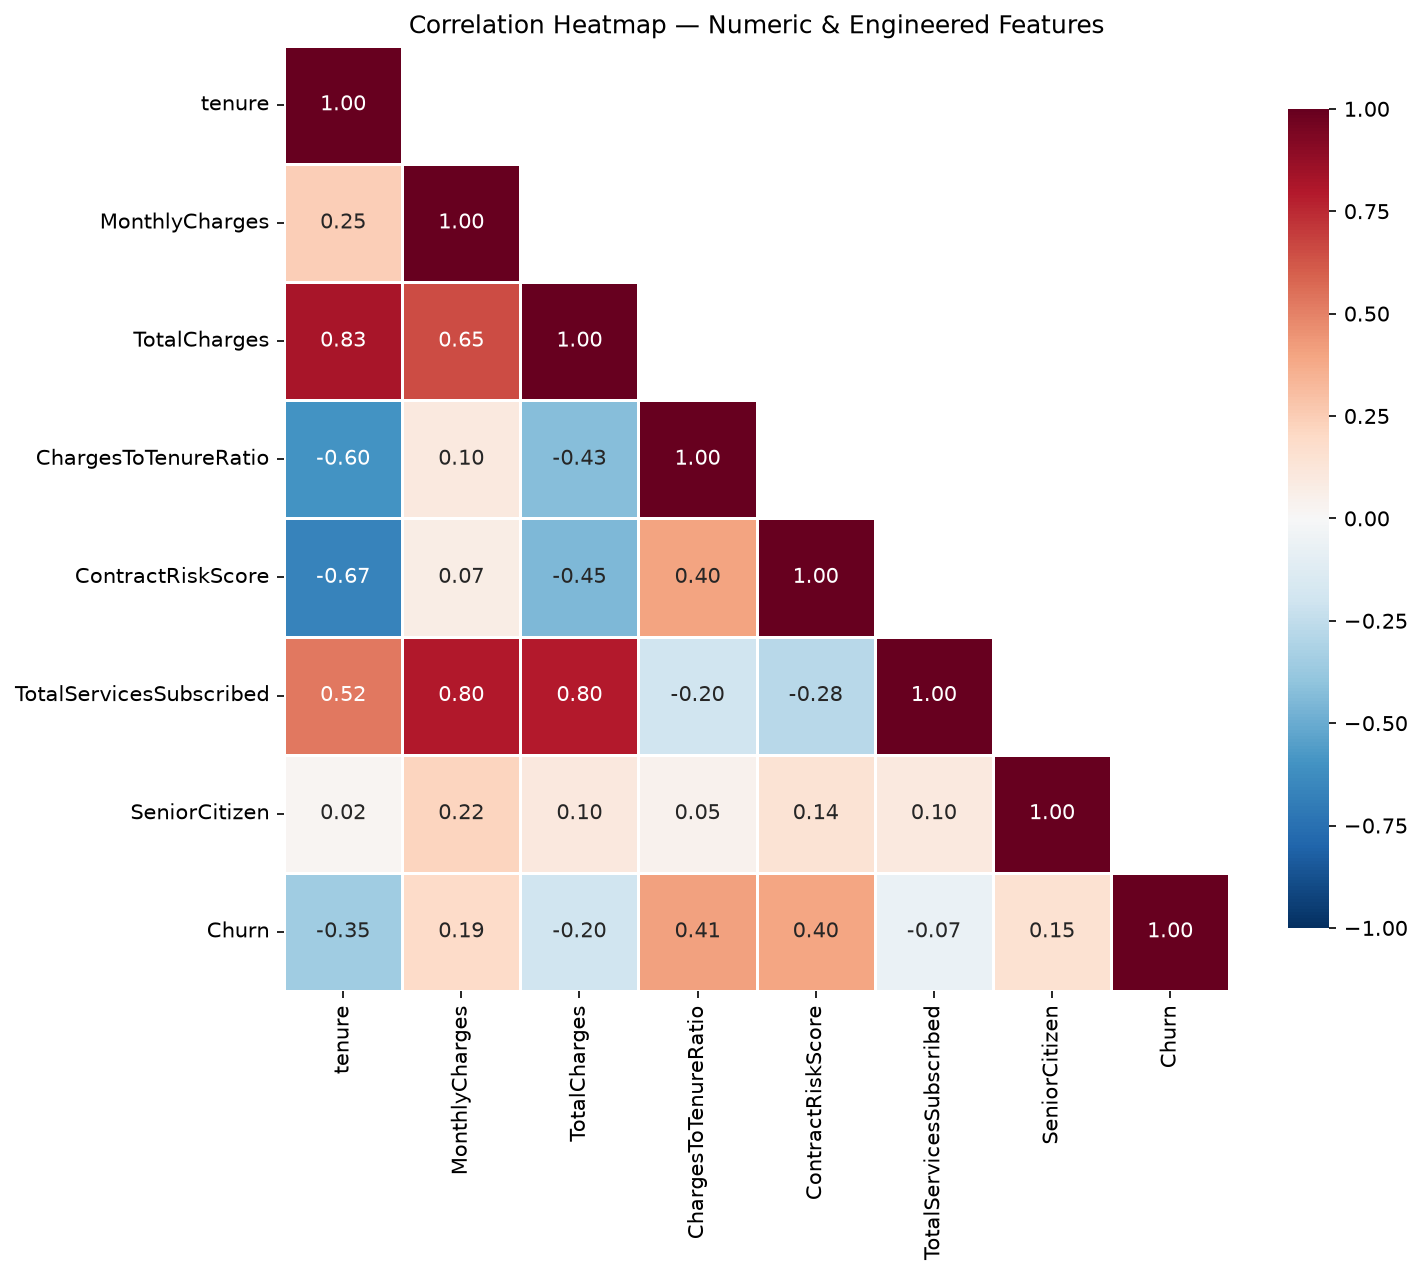 Correlation Heatmap — Numeric & Engineered Features
tenure 1.00
MonthlyCharges 0.25 1.00
TotalCharges 0.83 0.65 1.00
ChargesToTenureRatio -0.60 0.10 -0.43 1.00
ContractRiskScore -0.67 0.07 -0.45 0.40 1.00
TotalServicesSubscribed 0.52 0.80 0.80 -0.20 -0.28 1.00
SeniorCitizen 0.02 0.22 0.10 0.05 0.14 0.10 1.00
Churn -0.35 0.19 -0.20 0.41 0.40 -0.07 0.15 1.00
tenure
MonthlyCharges
TotalCharges
ChargesToTenureRatio
ContractRiskScore
TotalServicesSubscribed
SeniorCitizen
Churn
1.00
0.75
0.50
0.25
0.00
−0.25
−0.50
−0.75
−1.00